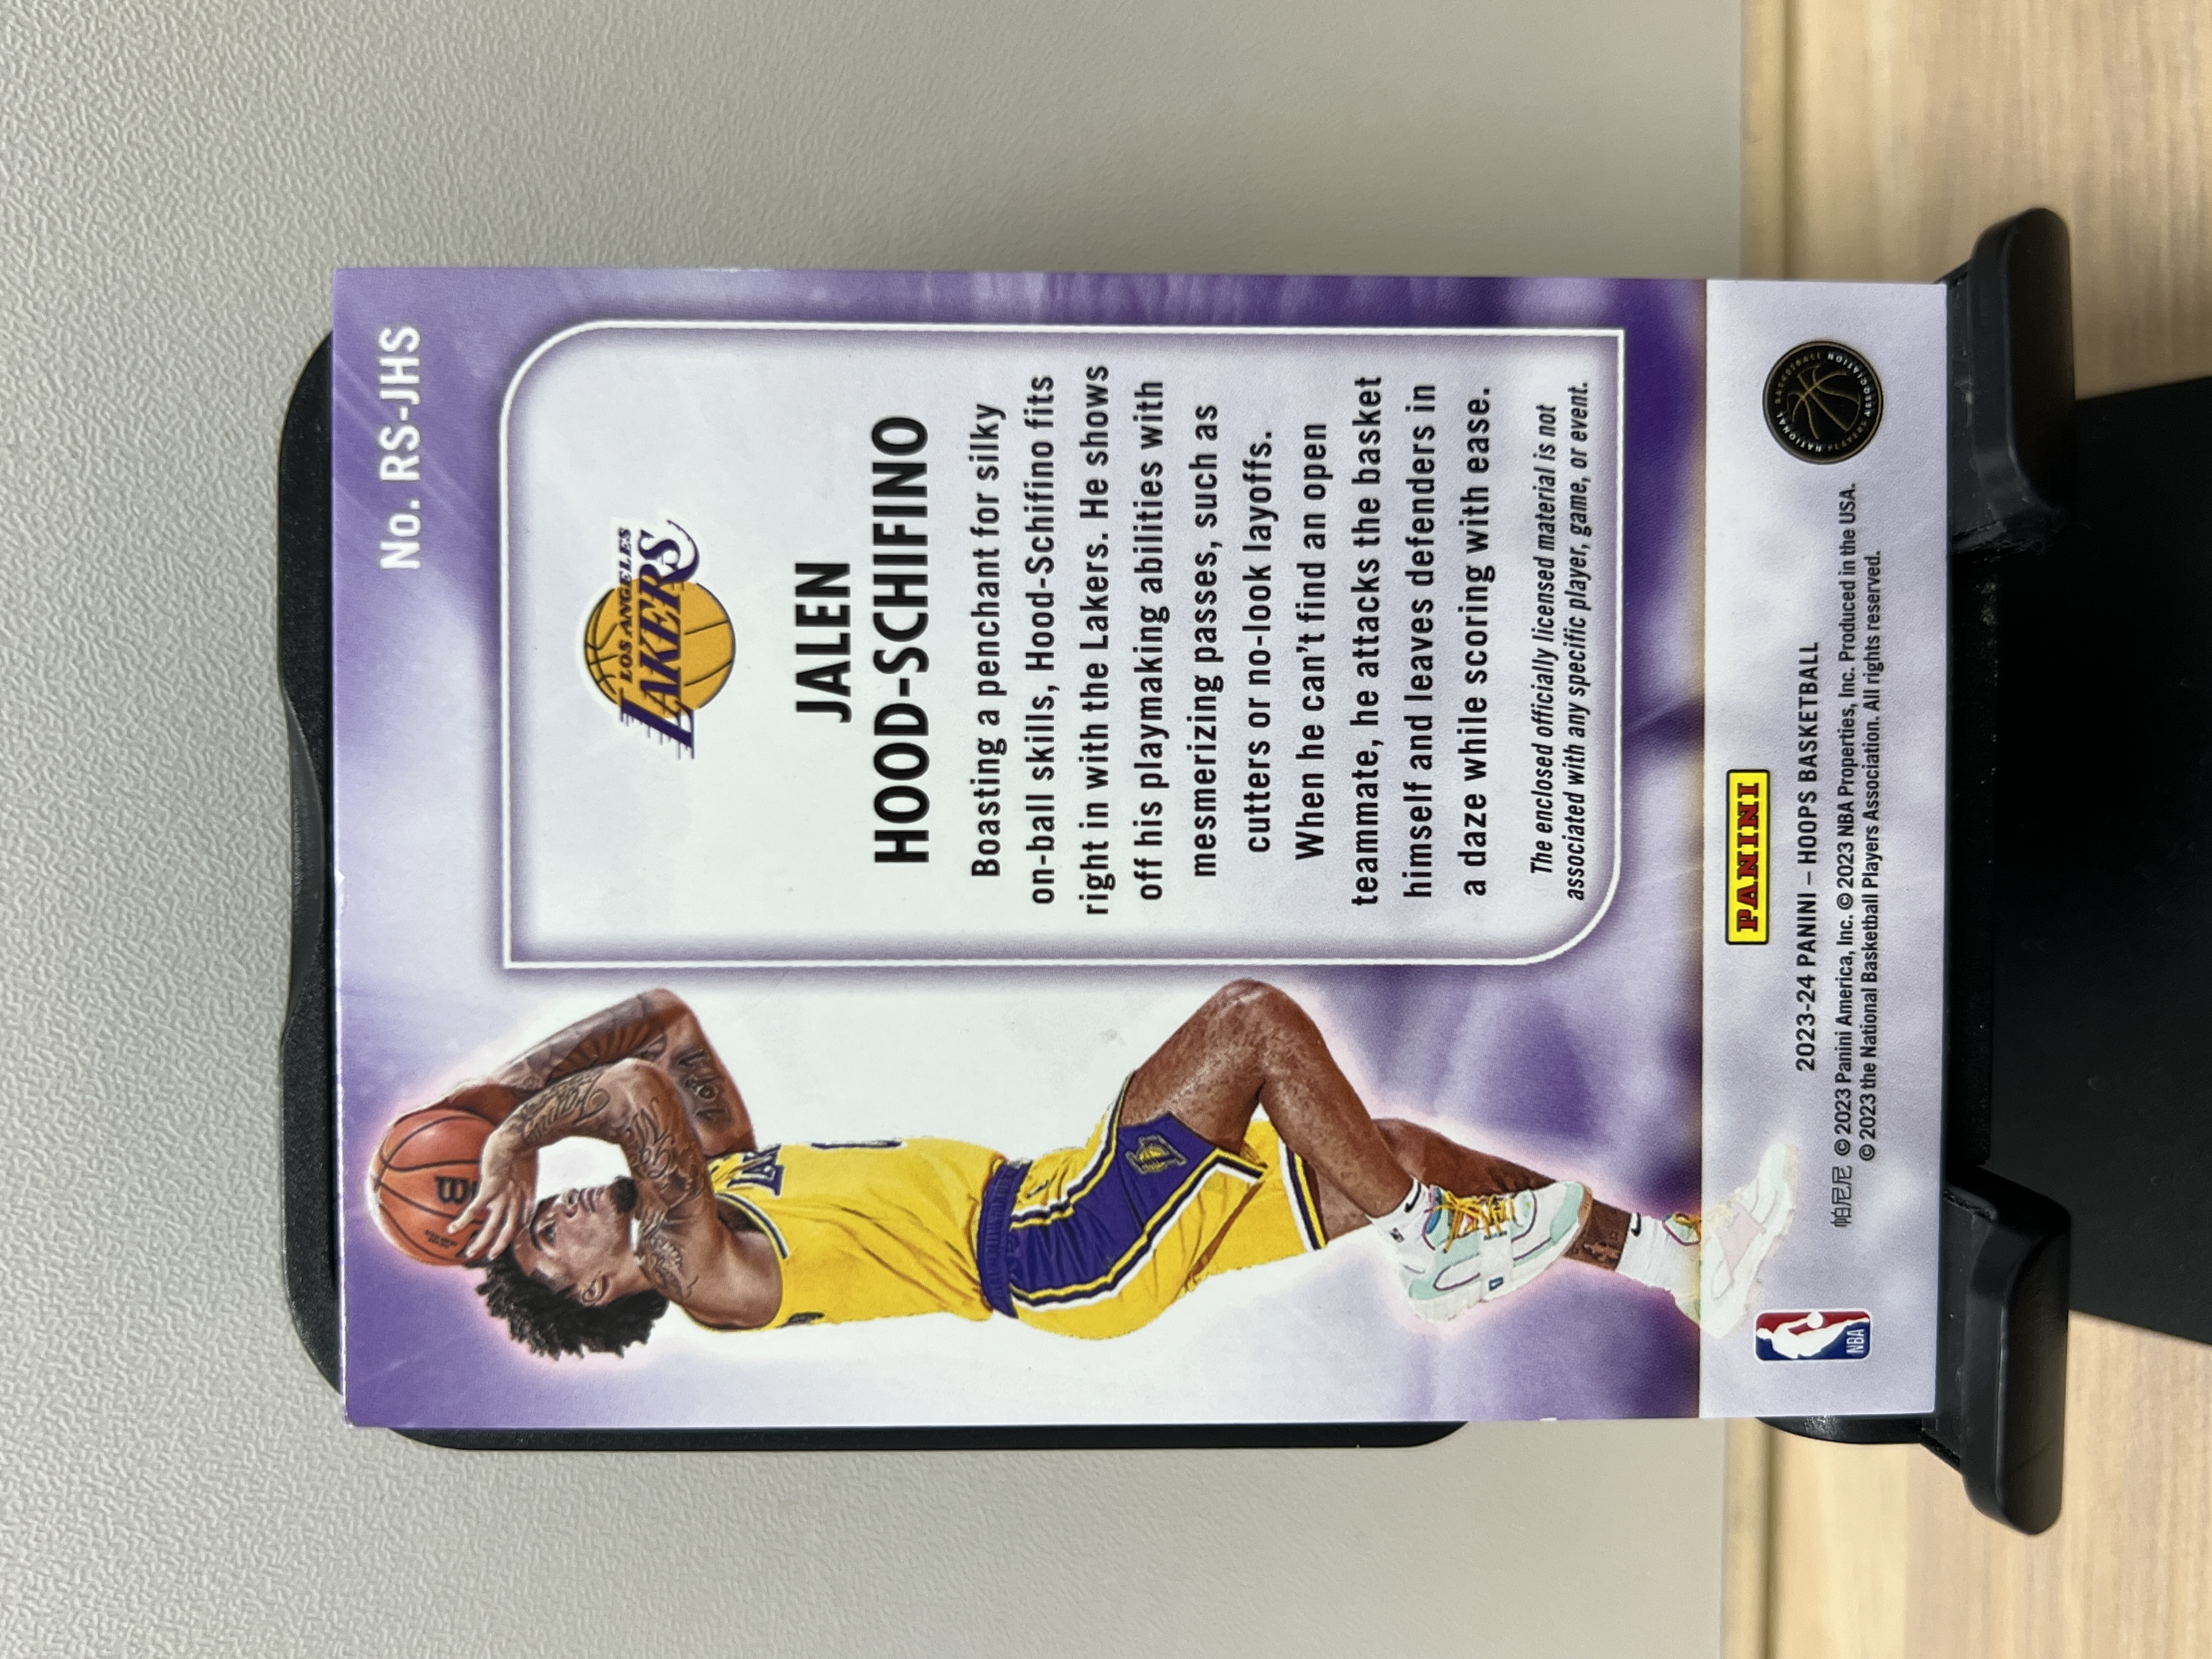 No. RS-JHS
LOS ANGELES
LAKERS
JALEN
HOOD-SCHIFINO
Boasting a penchant for silky
on-ball skills, Hood-Schifino fits
right in with the Lakers. He shows
off his playmaking abilities with
mesmerizing passes, such as
cutters or no-look layoffs.
When he can't find an open
teammate, he attacks the basket
himself and leaves defenders in
a daze while scoring with ease.
The enclosed officially licensed material is not
associated with any specific player, game, or event.
PANINI
2023-24 PANINI – HOOPS BASKETBALL
帕尼尼 © 2023 Panini America, Inc. © 2023 NBA Properties, Inc. Produced in the USA.
© 2023 the National Basketball Players Association. All rights reserved.
NBA
NATIONAL BASKETBALL
PLAYERS ASSOCIATION